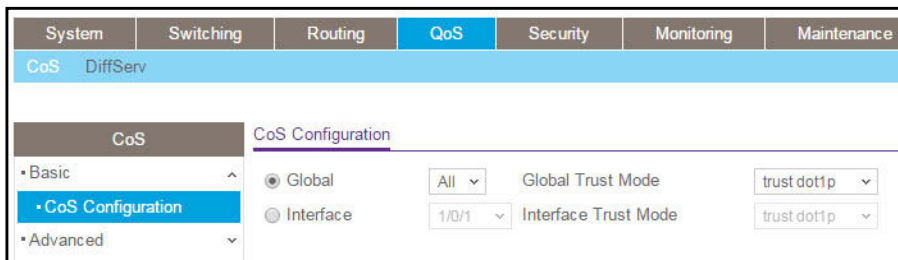 System Switching Routing QoS Security Monitoring Maintenance
CoS DiffServ
CoS
CoS Configuration
Basic
CoS Configuration
Advanced
Global All Global Trust Mode trust dot1p
Interface 1/0/1 Interface Trust Mode trust dot1p